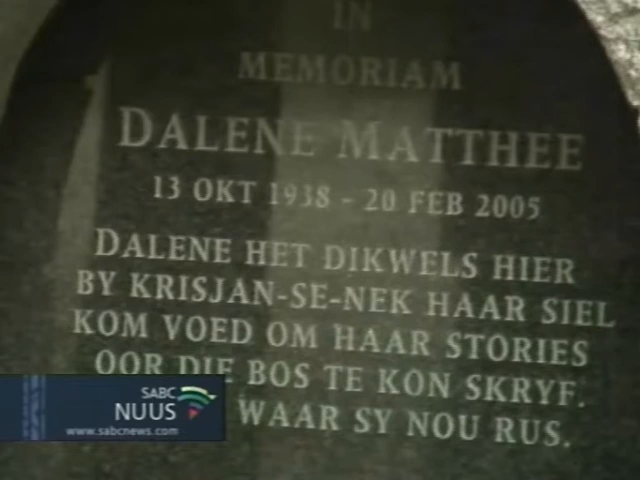 IN
MEMORIAM
DALENE MATTHEE
13 OKT 1938 - 20 FEB 2005
DALENE HET DIKWELS HIER
BY KRISJAN-SE-NEK HAAR SIEL
KOM VOED OM HAAR STORIES
OOR DIE BOS TE KON SKRYF.
WAAR SY NOU RUS.
SABC
NUUS
www.sabcnews.com